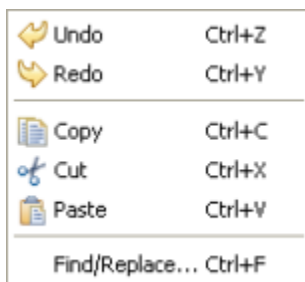 Undo Ctrl+Z
Redo Ctrl+Y
Copy Ctrl+C
Cut Ctrl+X
Paste Ctrl+V
Find/Replace... Ctrl+F